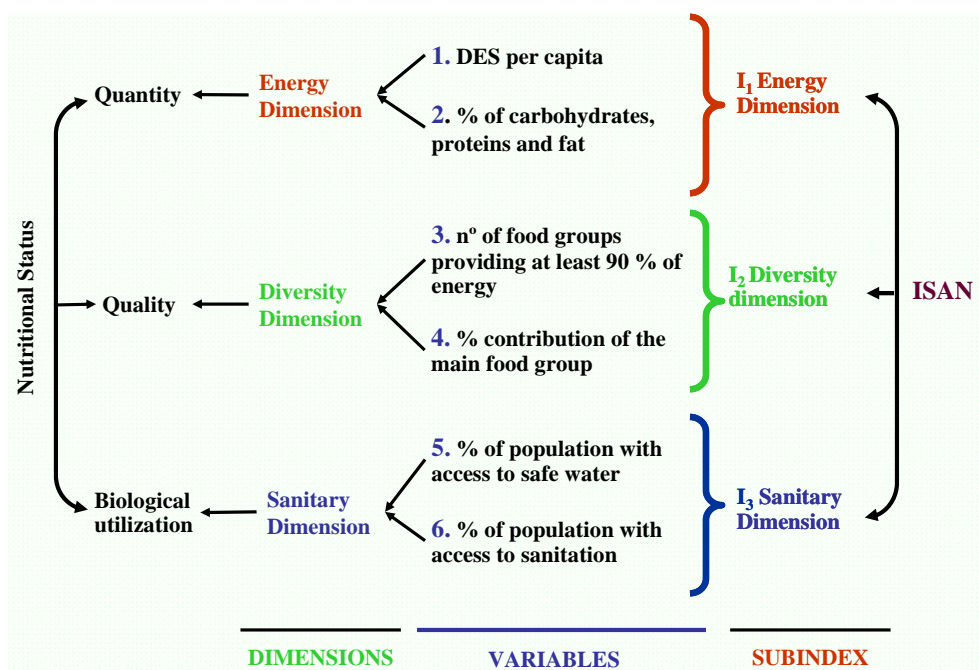 Nutritional Status
Quantity
Energy
Dimension
1. DES per capita
2. % of carbohydrates,
proteins and fat
I1 Energy
Dimension
Quality
Diversity
Dimension
3. nº of food groups
providing at least 90 % of
energy
4. % contribution of the
main food group
I2 Diversity
dimension
ISAN
Biological
utilization
Sanitary
Dimension
5. % of population with
access to safe water
6. % of population with
access to sanitation
I3 Sanitary
Dimension
DIMENSIONS
VARIABLES
SUBINDEX